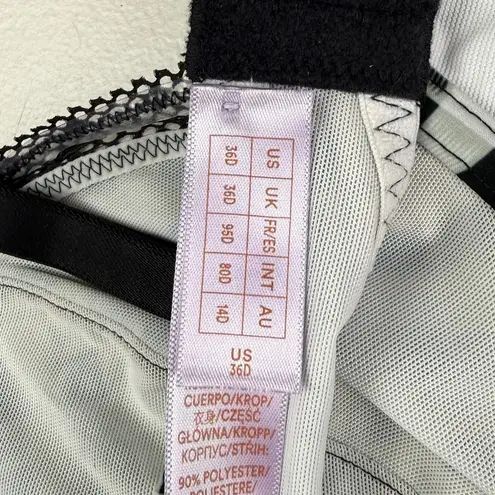 US UK FR/ES INT AU
36D 36D 95D 80D 14D
US
36D
CUERPO/KROP/
衣身/CZĘŚĆ
GŁÓWNA/KROPP/
КОРПУС/STŘIH:
90% POLYESTER/
POLIESTERE/